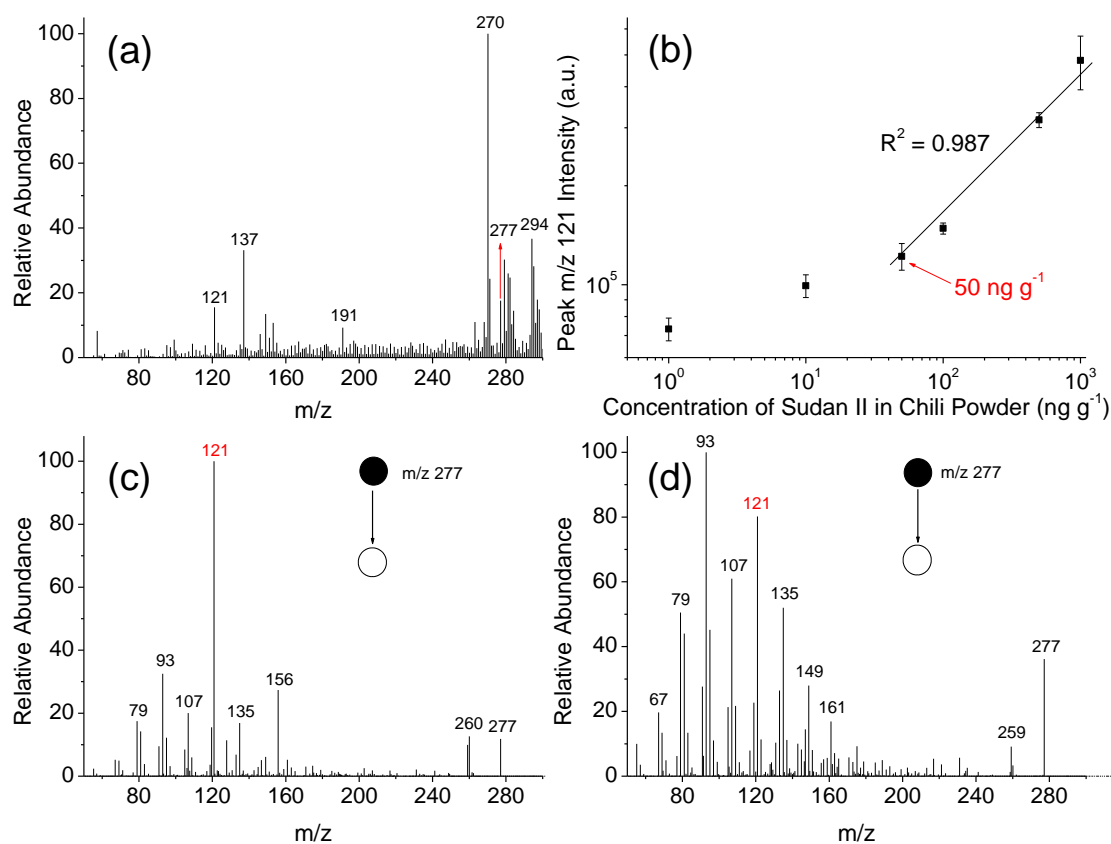 (a)
100
80
60
40
20
0
Relative Abundance
270
294
277
137
121
191
80 120 160 200 240 280
m/z
(b)
Peak m/z 121 Intensity (a.u.)
10⁵
R² = 0.987
50 ng g⁻¹
10⁰ 10¹ 10² 10³
Concentration of Sudan II in Chili Powder (ng g⁻¹)
(c)
100
80
60
40
20
0
Relative Abundance
121
m/z 277
93
156
79
107
135
260
277
80 120 160 200 240 280
m/z
(d)
100
80
60
40
20
0
Relative Abundance
93
m/z 277
121
107
79
135
277
149
67
161
259
80 120 160 200 240 280
m/z